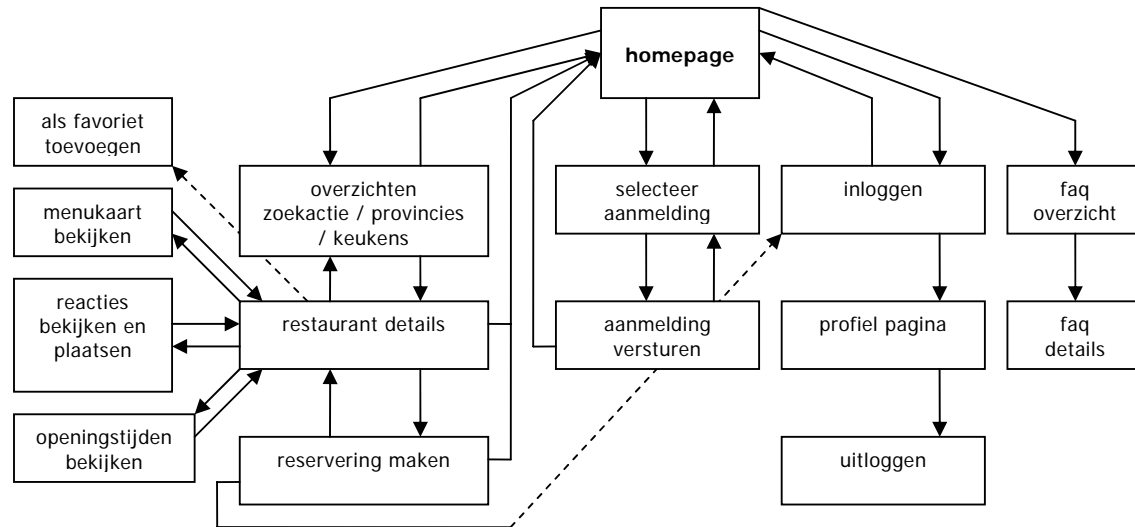 homepage
als favoriet
toevoegen
overzichten
zoekactie / provincies
/ keukens
selecteer
aanmelding
inloggen
faq
overzicht
menukaart
bekijken
reacties
bekijken en
plaatsen
restaurant details
aanmelding
versturen
profiel pagina
faq
details
openingstijden
bekijken
reservering maken
uitloggen